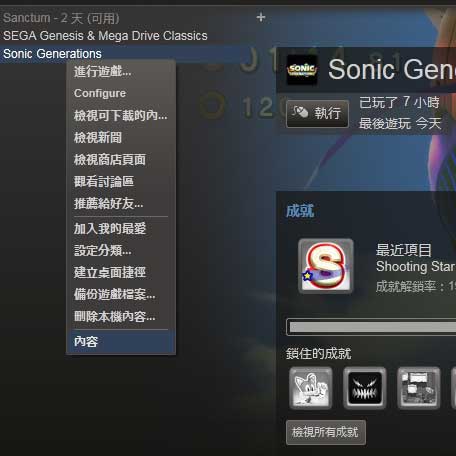 Sanctum - 2 天 (可用)
SEGA Genesis & Mega Drive Classics
Sonic Generations
進行遊戲...
Configure
檢視可下載的內...
檢視新聞
檢視商店頁面
觀看討論區
推薦給好友...
加入我的最愛
設定分類...
建立桌面捷徑
備份遊戲檔案...
刪除本機內容...
內容
SONIC
Sonic Gene
執行
已玩了 7 小時
最後遊玩 今天
成就
最近項目
Shooting Star
成就解鎖率：19
鎖住的成就
檢視所有成就